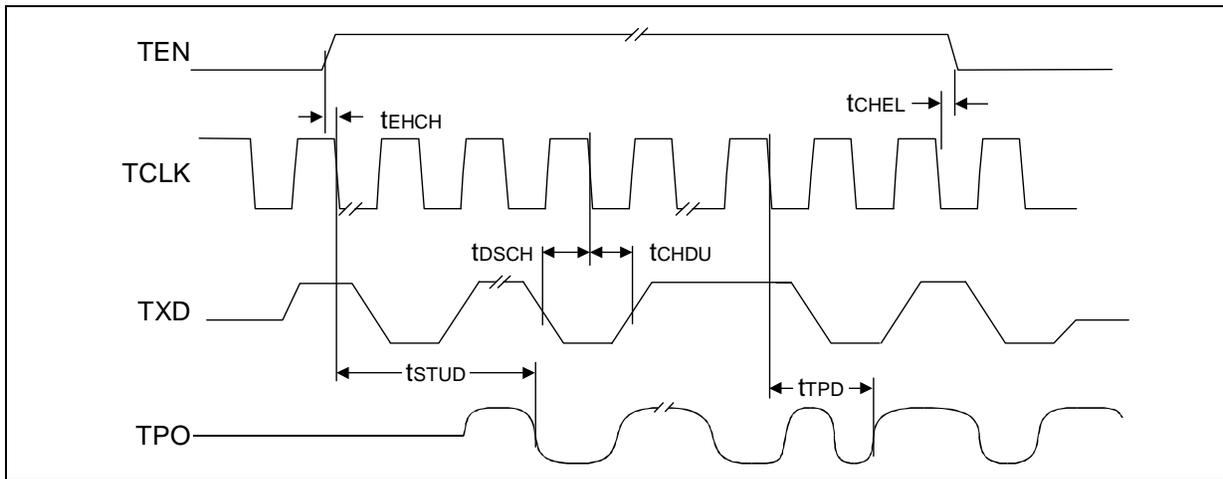 TEN
tCHEL
tEHCH
TCLK
tDSCH
tCHDU
TXD
tSTUD
tTPD
TPO